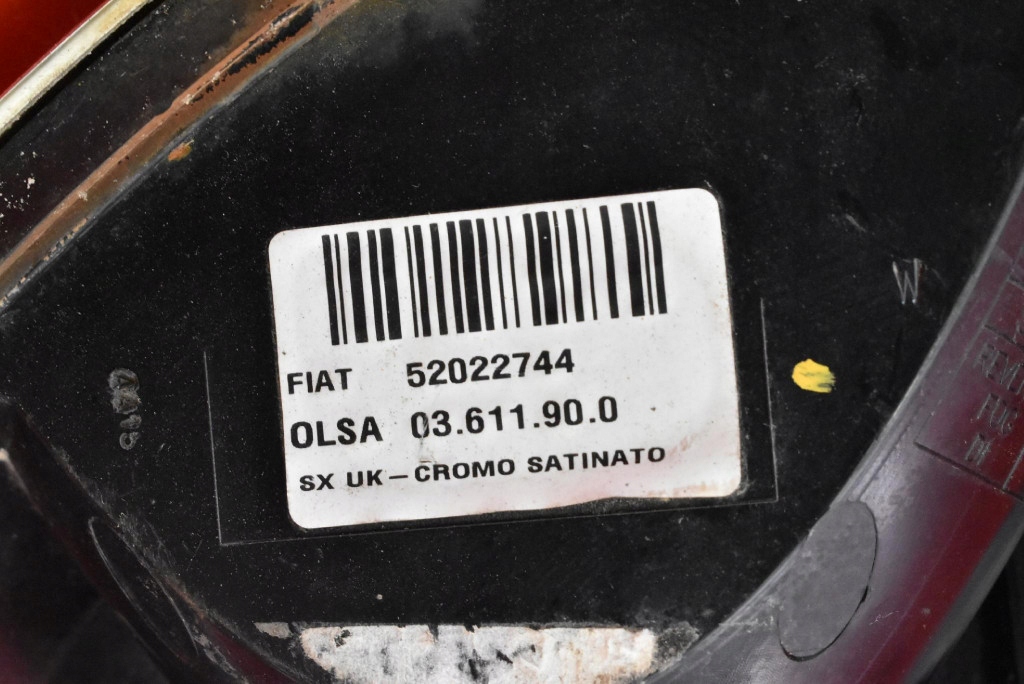 FIAT 52022744
OLSA 03.611.90.0
SX UK-CROMO SATINATO
W